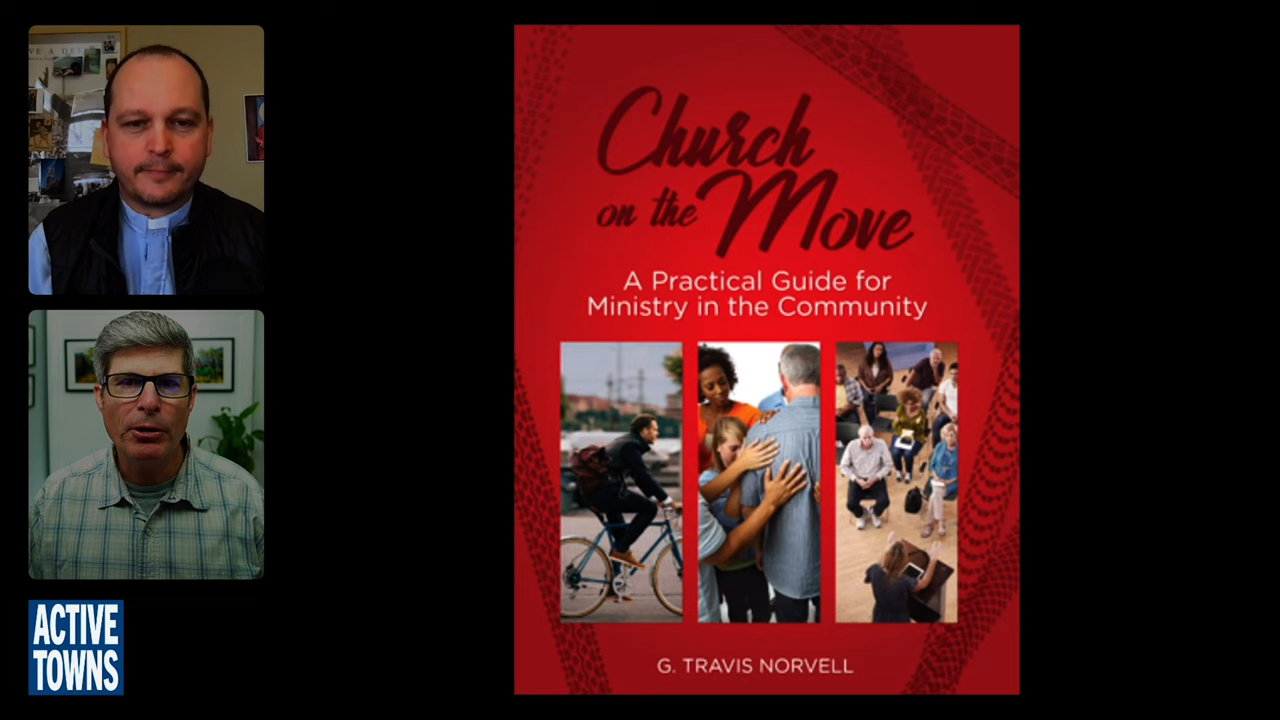 Church
on the Move
A Practical Guide for
Ministry in the Community
G. TRAVIS NORVELL
ACTIVE
TOWNS